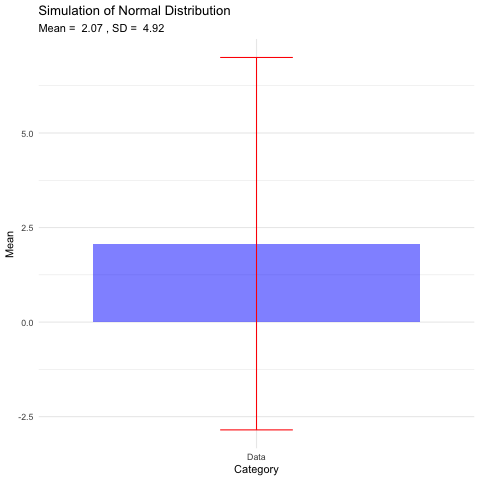 Simulation of Normal Distribution
Mean =  2.07 , SD =  4.92
5.0
2.5
0.0
-2.5
Mean
Data
Category